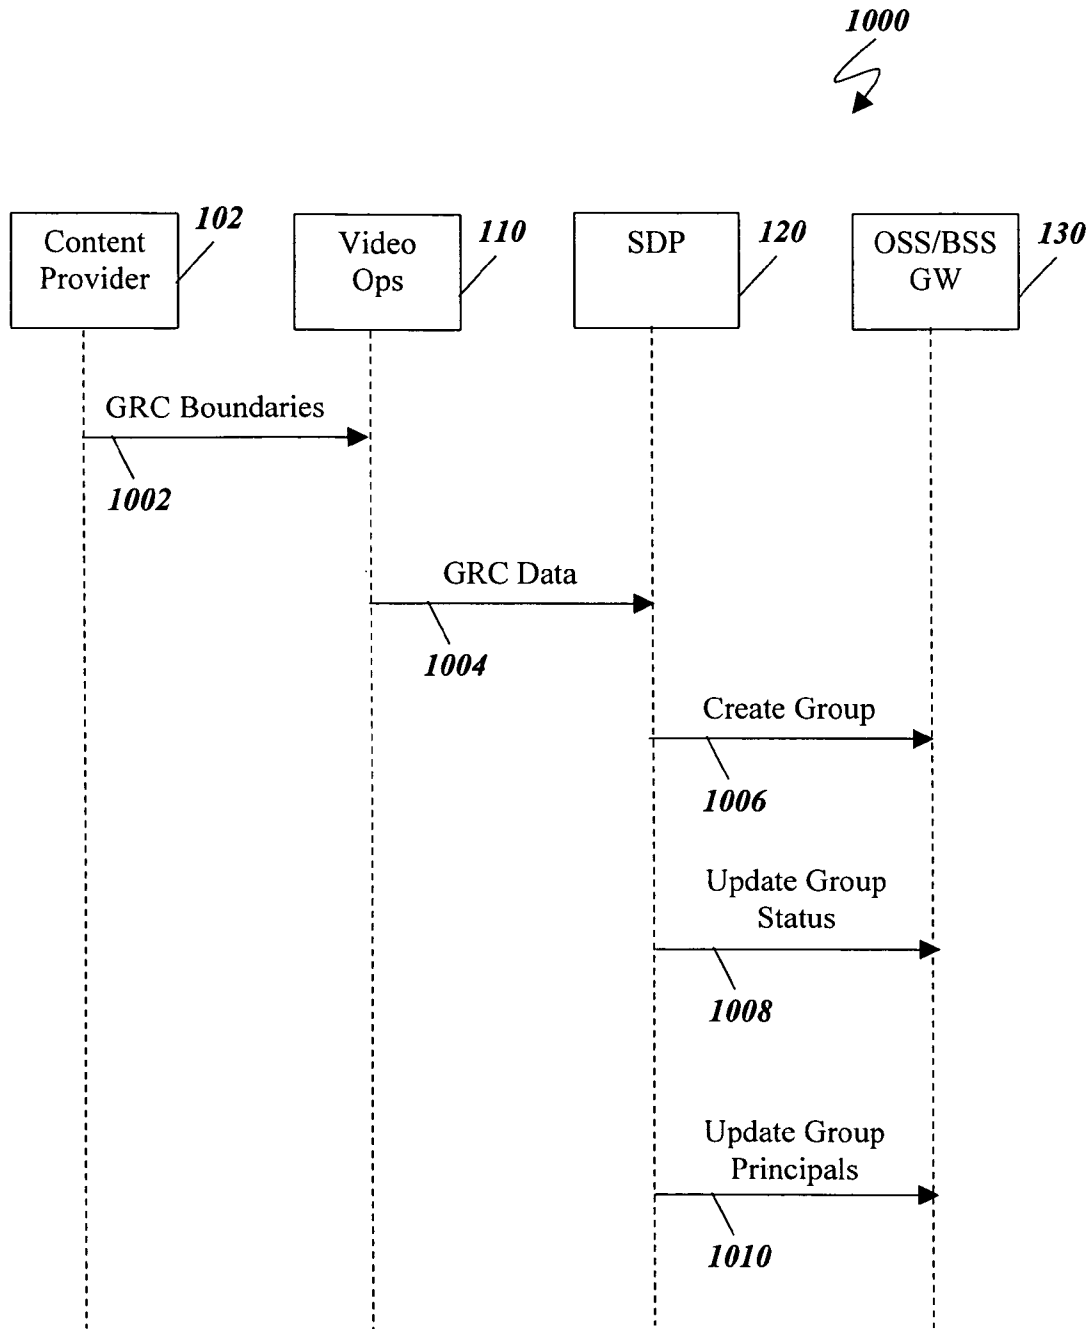 1000
Content
Provider
102
Video
Ops
110
SDP
120
OSS/BSS
GW
130
GRC Boundaries
1002
GRC Data
1004
Create Group
1006
Update Group
Status
1008
Update Group
Principals
1010